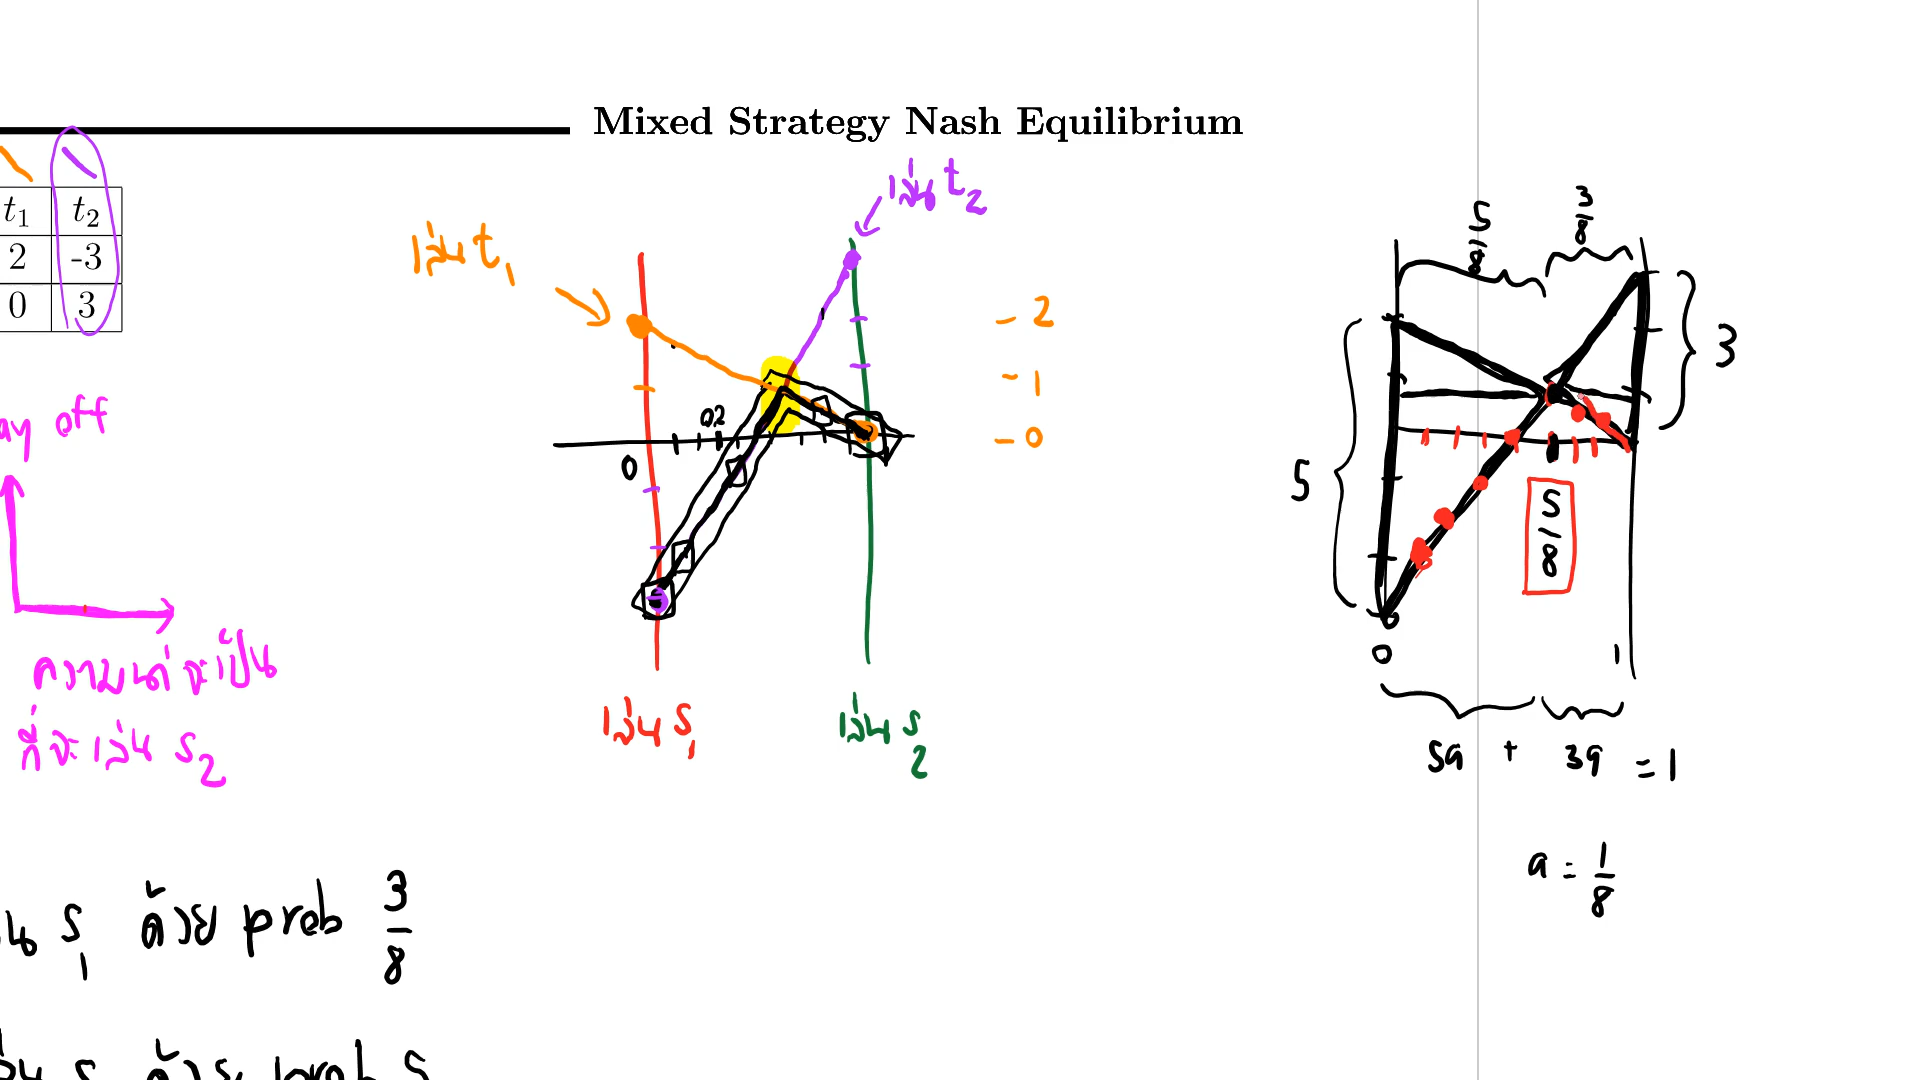 Mixed Strategy Nash Equilibrium
t1 t2
2 -3
0 3
ay off
ความน่าจะเป็น
ที่จะเล่น s2
เล่น t1
เล่น t2
- 2
- 1
- 0
0.2
0
เล่น s1
เล่น s2
5/8 3/8
5
3
5/8
0 1
5a + 3a = 1
a = 1/8
น s1 ด้วย prob 3/8